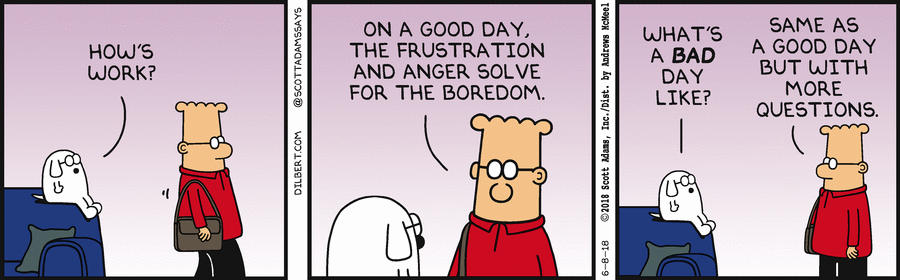 HOW'S
WORK?
DILBERT.COM @SCOTTADAMSSAYS
ON A GOOD DAY,
THE FRUSTRATION
AND ANGER SOLVE
FOR THE BOREDOM.
6-8-18 ©2018 Scott Adams, Inc./Dist. by Andrews McMeel
WHAT'S
A BAD
DAY
LIKE?
SAME AS
A GOOD DAY
BUT WITH
MORE
QUESTIONS.